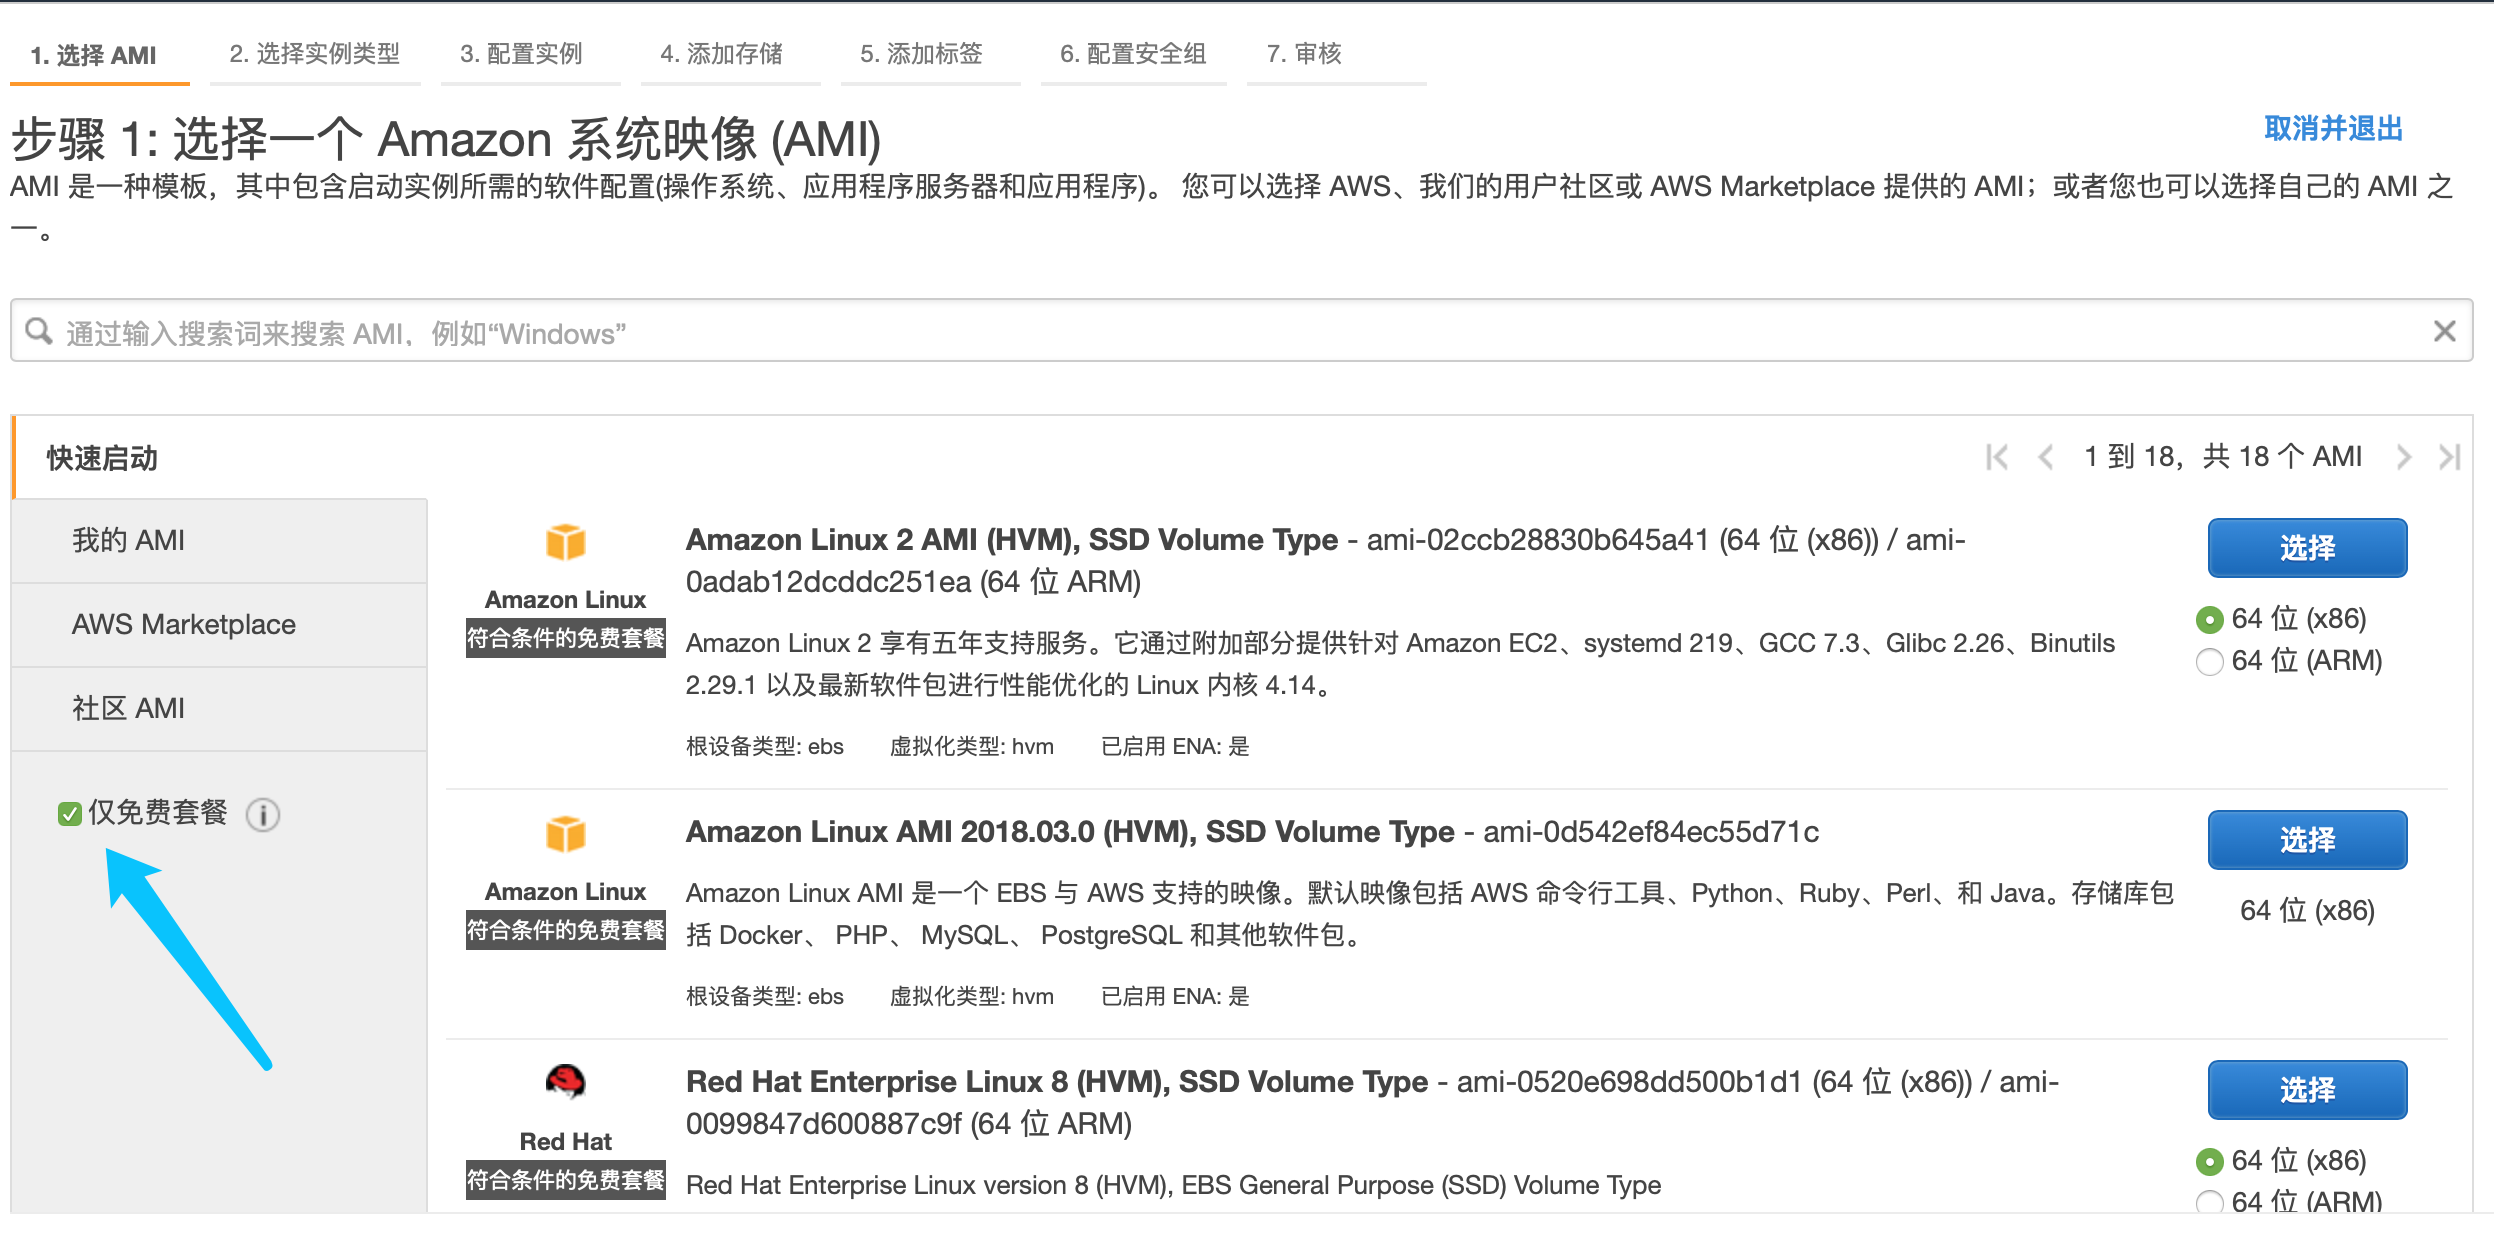 1. 选择 AMI
2. 选择实例类型
3. 配置实例
4. 添加存储
5. 添加标签
6. 配置安全组
7. 审核
步骤 1: 选择一个 Amazon 系统映像 (AMI)
取消并退出
AMI 是一种模板，其中包含启动实例所需的软件配置(操作系统、应用程序服务器和应用程序)。 您可以选择 AWS、我们的用户社区或 AWS Marketplace 提供的 AMI；或者您也可以选择自己的 AMI 之
一。
通过输入搜索词来搜索 AMI，例如“Windows”
快速启动
1 到 18，共 18 个 AMI
我的 AMI
AWS Marketplace
社区 AMI
仅免费套餐
Amazon Linux
符合条件的免费套餐
Amazon Linux 2 AMI (HVM), SSD Volume Type - ami-02ccb28830b645a41 (64 位 (x86)) / ami-
0adab12dcddc251ea (64 位 ARM)
Amazon Linux 2 享有五年支持服务。它通过附加部分提供针对 Amazon EC2、systemd 219、GCC 7.3、Glibc 2.26、Binutils
2.29.1 以及最新软件包进行性能优化的 Linux 内核 4.14。
根设备类型: ebs 虚拟化类型: hvm 已启用 ENA: 是
选择
64 位 (x86)
64 位 (ARM)
Amazon Linux
符合条件的免费套餐
Amazon Linux AMI 2018.03.0 (HVM), SSD Volume Type - ami-0d542ef84ec55d71c
Amazon Linux AMI 是一个 EBS 与 AWS 支持的映像。默认映像包括 AWS 命令行工具、Python、Ruby、Perl、和 Java。存储库包
括 Docker、 PHP、 MySQL、 PostgreSQL 和其他软件包。
根设备类型: ebs 虚拟化类型: hvm 已启用 ENA: 是
选择
64 位 (x86)
Red Hat
符合条件的免费套餐
Red Hat Enterprise Linux 8 (HVM), SSD Volume Type - ami-0520e698dd500b1d1 (64 位 (x86)) / ami-
0099847d600887c9f (64 位 ARM)
Red Hat Enterprise Linux version 8 (HVM), EBS General Purpose (SSD) Volume Type
选择
64 位 (x86)
64 位 (ARM)